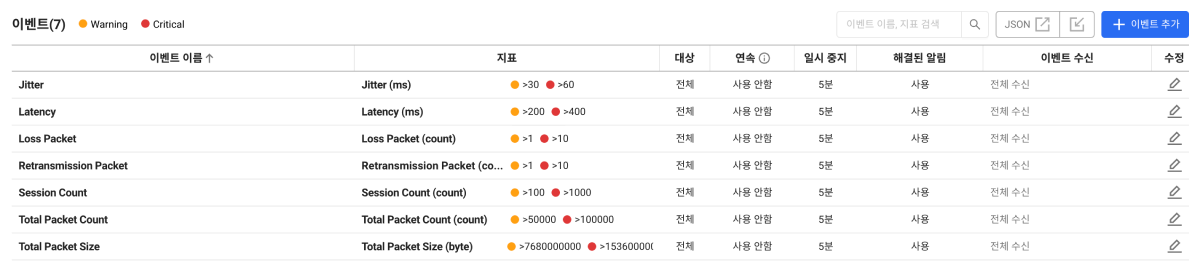 이벤트(7) Warning Critical 이벤트 이름, 지표 검색 JSON 이벤트 추가
이벤트 이름 지표 대상 연속 일시 중지 해결된 알림 이벤트 수신 수정
Jitter Jitter (ms) >30 >60 전체 사용 안함 5분 사용 전체 수신
Latency Latency (ms) >200 >400 전체 사용 안함 5분 사용 전체 수신
Loss Packet Loss Packet (count) >1 >10 전체 사용 안함 5분 사용 전체 수신
Retransmission Packet Retransmission Packet (co... >1 >10 전체 사용 안함 5분 사용 전체 수신
Session Count Session Count (count) >100 >1000 전체 사용 안함 5분 사용 전체 수신
Total Packet Count Total Packet Count (count) >50000 >100000 전체 사용 안함 5분 사용 전체 수신
Total Packet Size Total Packet Size (byte) >7680000000 전체 사용 안함 5분 사용 전체 수신